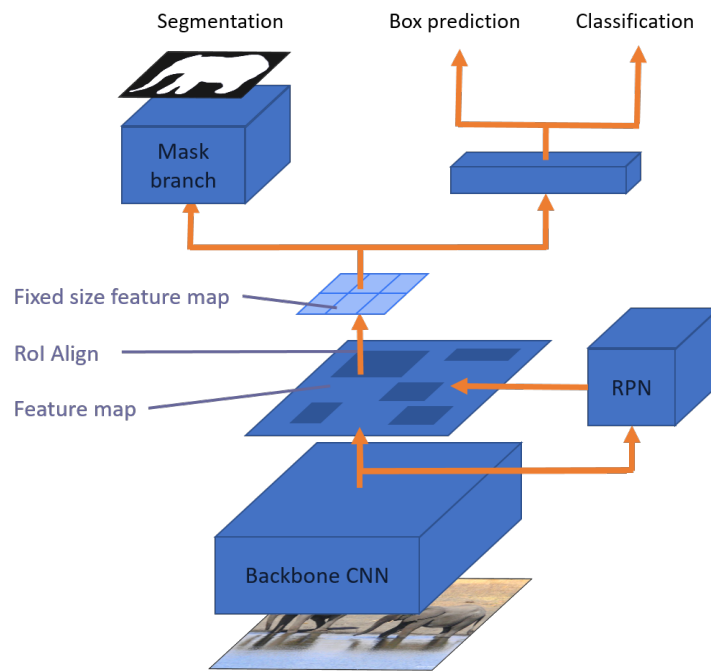 Segmentation
Box prediction
Classification
Mask
branch
Fixed size feature map
RoI Align
Feature map
RPN
Backbone CNN